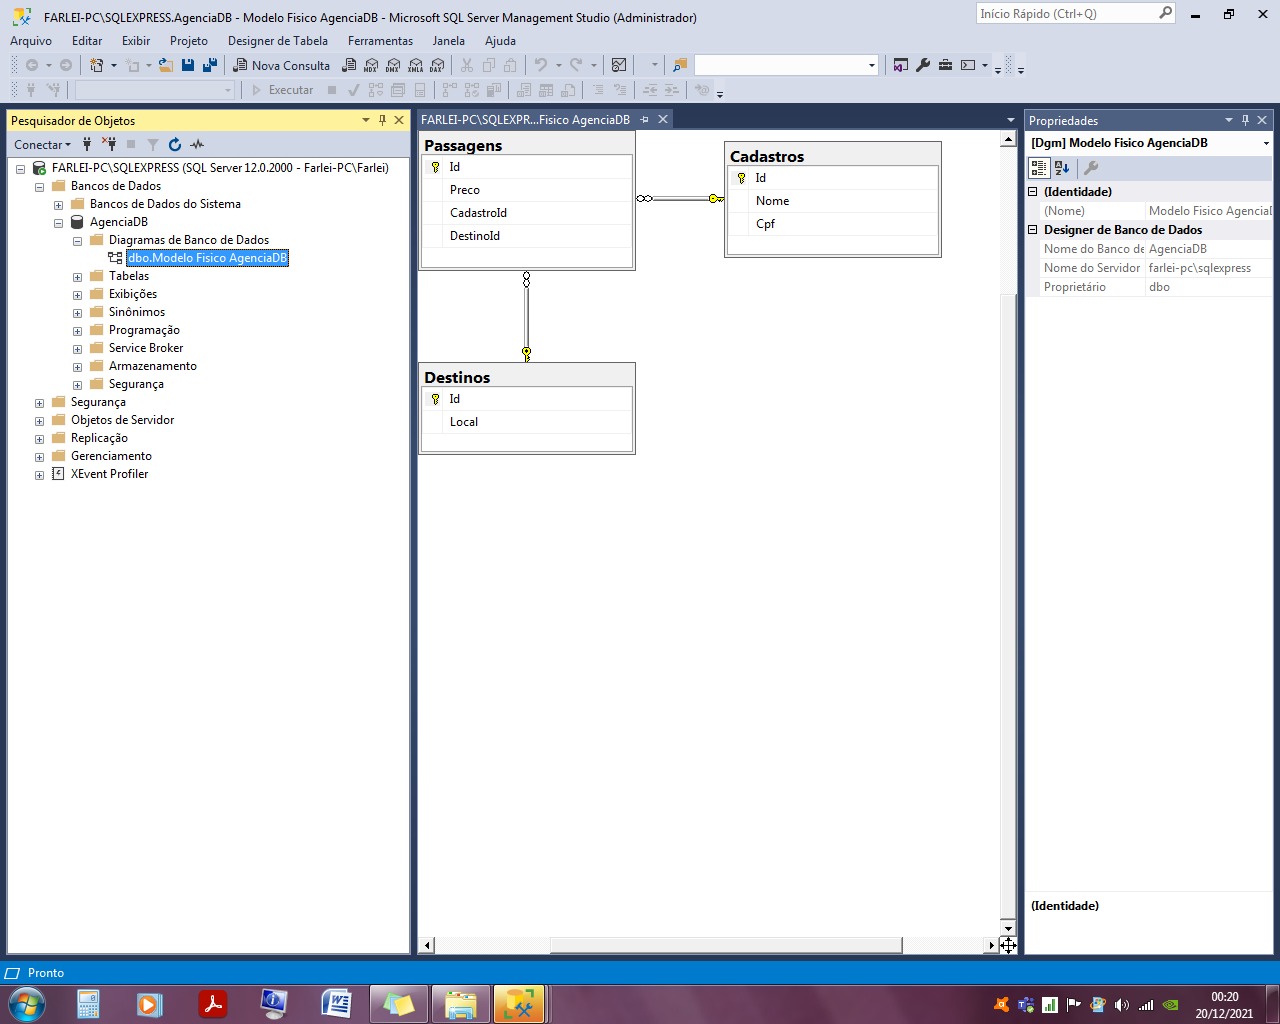 FARLEI-PC\SQLEXPRESS.AgenciaDB - Modelo Fisico AgenciaDB - Microsoft SQL Server Management Studio (Administrador)
Início Rápido (Ctrl+Q)
Arquivo Editar Exibir Projeto Designer de Tabela Ferramentas Janela Ajuda
Nova Consulta MDX DMX XMLA DAX
Executar
Pesquisador de Objetos
Conectar
FARLEI-PC\SQLEXPRESS (SQL Server 12.0.2000 - Farlei-PC\Farlei)
Bancos de Dados
Bancos de Dados do Sistema
AgenciaDB
Diagramas de Banco de Dados
dbo.Modelo Fisico AgenciaDB
Tabelas
Exibições
Sinônimos
Programação
Service Broker
Armazenamento
Segurança
Segurança
Objetos de Servidor
Replicação
Gerenciamento
XEvent Profiler
FARLEI-PC\SQLEXPR...Fisico AgenciaDB
Passagens
Id
Preco
CadastroId
DestinoId
Cadastros
Id
Nome
Cpf
Destinos
Id
Local
Propriedades
[Dgm] Modelo Fisico AgenciaDB
(Identidade)
(Nome) Modelo Fisico Agencial
Designer de Banco de Dados
Nome do Banco de AgenciaDB
Nome do Servidor farlei-pc\sqlexpress
Proprietário dbo
(Identidade)
Pronto
00:20
20/12/2021